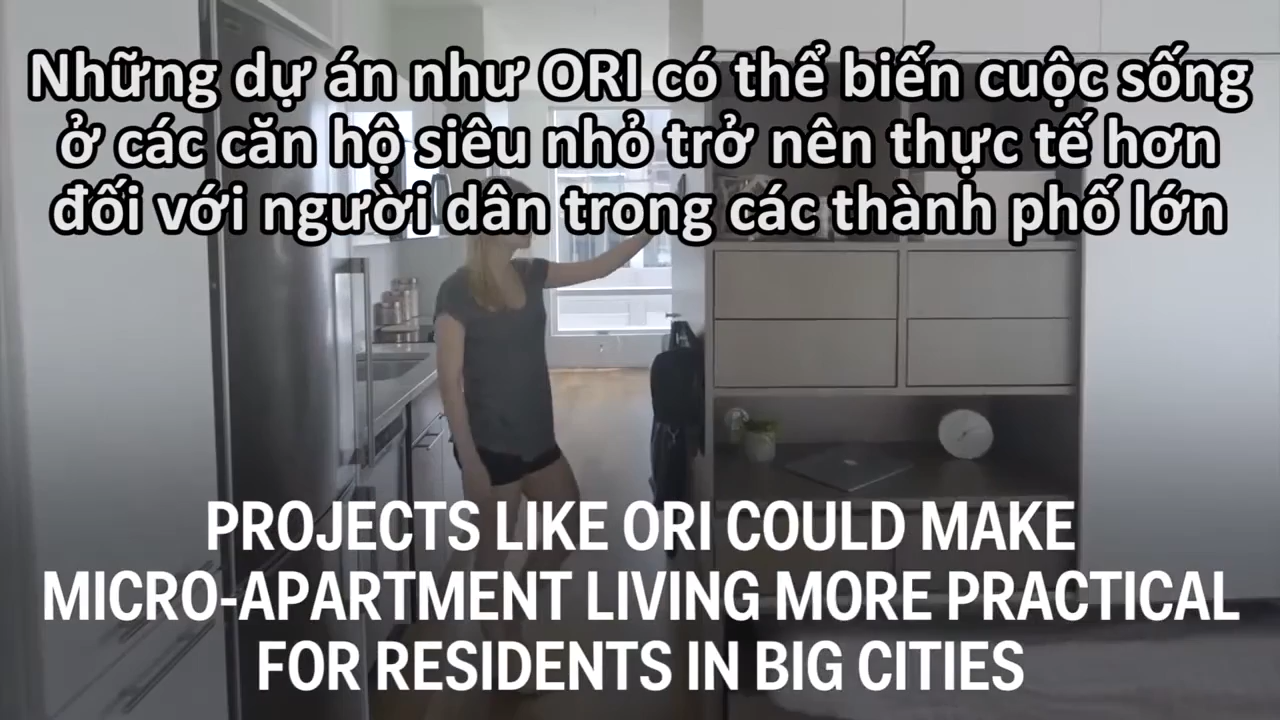 Những dự án như ORI có thể biến cuộc sống
ở các căn hộ siêu nhỏ trở nên thực tế hơn
đối với người dân trong các thành phố lớn
PROJECTS LIKE ORI COULD MAKE
MICRO-APARTMENT LIVING MORE PRACTICAL
FOR RESIDENTS IN BIG CITIES